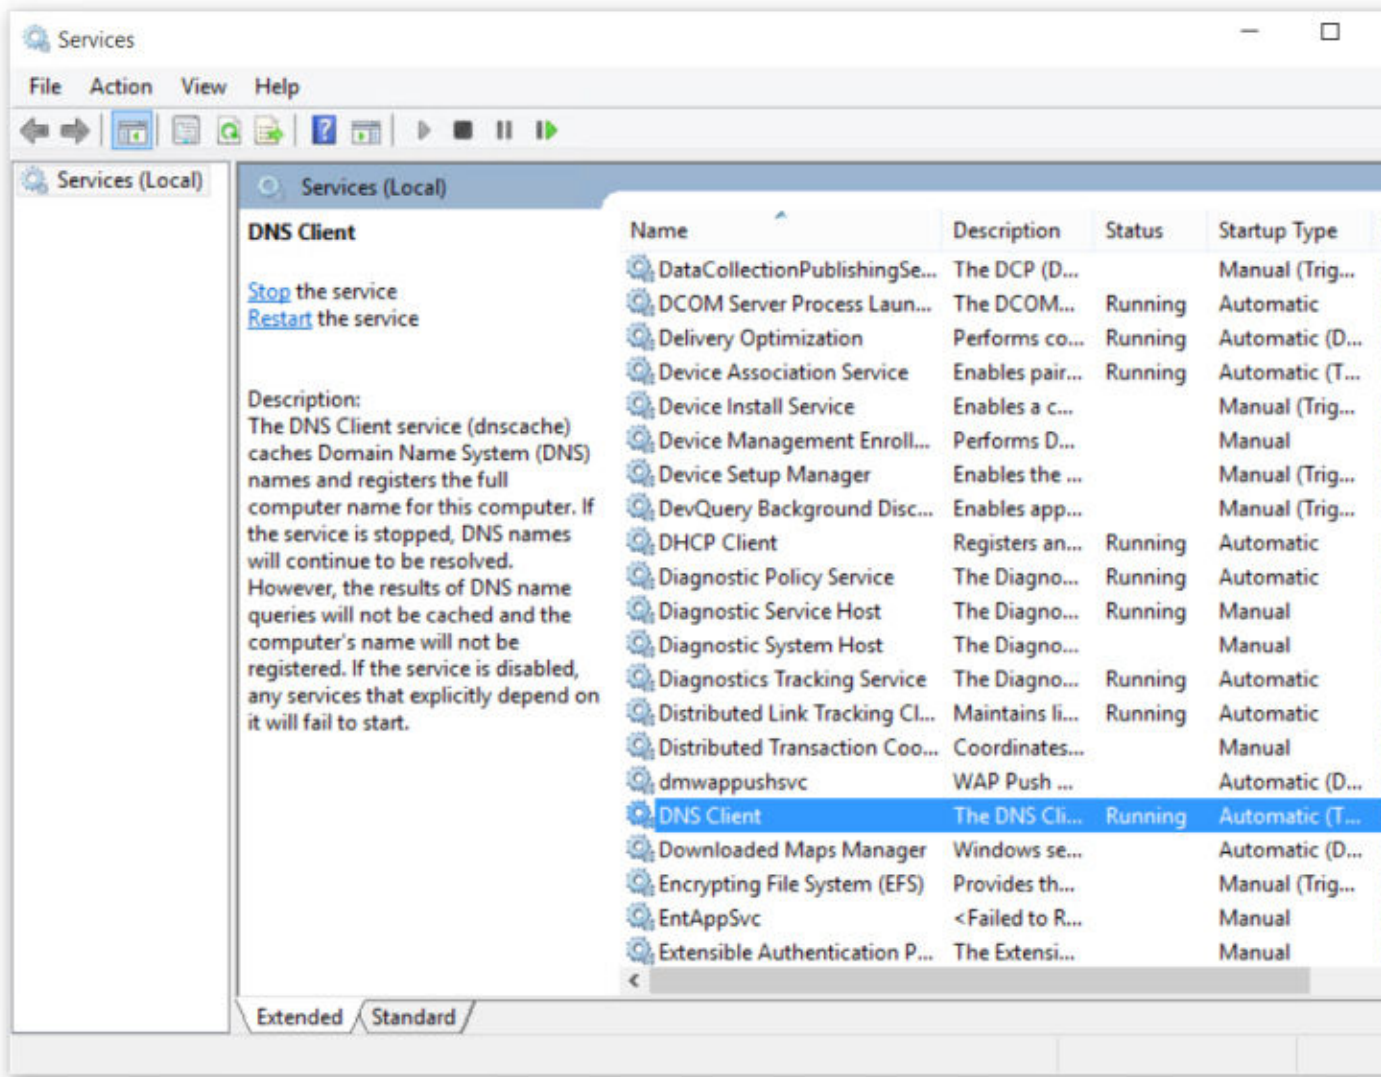 Services
File Action View Help
Services (Local)
Services (Local)
DNS Client
Stop the service
Restart the service
Description:
The DNS Client service (dnscache)
caches Domain Name System (DNS)
names and registers the full
computer name for this computer. If
the service is stopped, DNS names
will continue to be resolved.
However, the results of DNS name
queries will not be cached and the
computer's name will not be
registered. If the service is disabled,
any services that explicitly depend on
it will fail to start.
Name Description Status Startup Type
DataCollectionPublishingSe... The DCP (D... Manual (Trig...
DCOM Server Process Laun... The DCOM... Running Automatic
Delivery Optimization Performs co... Running Automatic (D...
Device Association Service Enables pair... Running Automatic (T...
Device Install Service Enables a c... Manual (Trig...
Device Management Enroll... Performs D... Manual
Device Setup Manager Enables the ... Manual (Trig...
DevQuery Background Disc... Enables app... Manual (Trig...
DHCP Client Registers an... Running Automatic
Diagnostic Policy Service The Diagno... Running Automatic
Diagnostic Service Host The Diagno... Running Manual
Diagnostic System Host The Diagno... Manual
Diagnostics Tracking Service The Diagno... Running Automatic
Distributed Link Tracking Cl... Maintains li... Running Automatic
Distributed Transaction Coo... Coordinates... Manual
dmwappushsvc WAP Push ... Automatic (D...
DNS Client The DNS Cli... Running Automatic (T...
Downloaded Maps Manager Windows se... Automatic (D...
Encrypting File System (EFS) Provides th... Manual (Trig...
EntAppSvc <Failed to R... Manual
Extensible Authentication P... The Extensi... Manual
Extended Standard